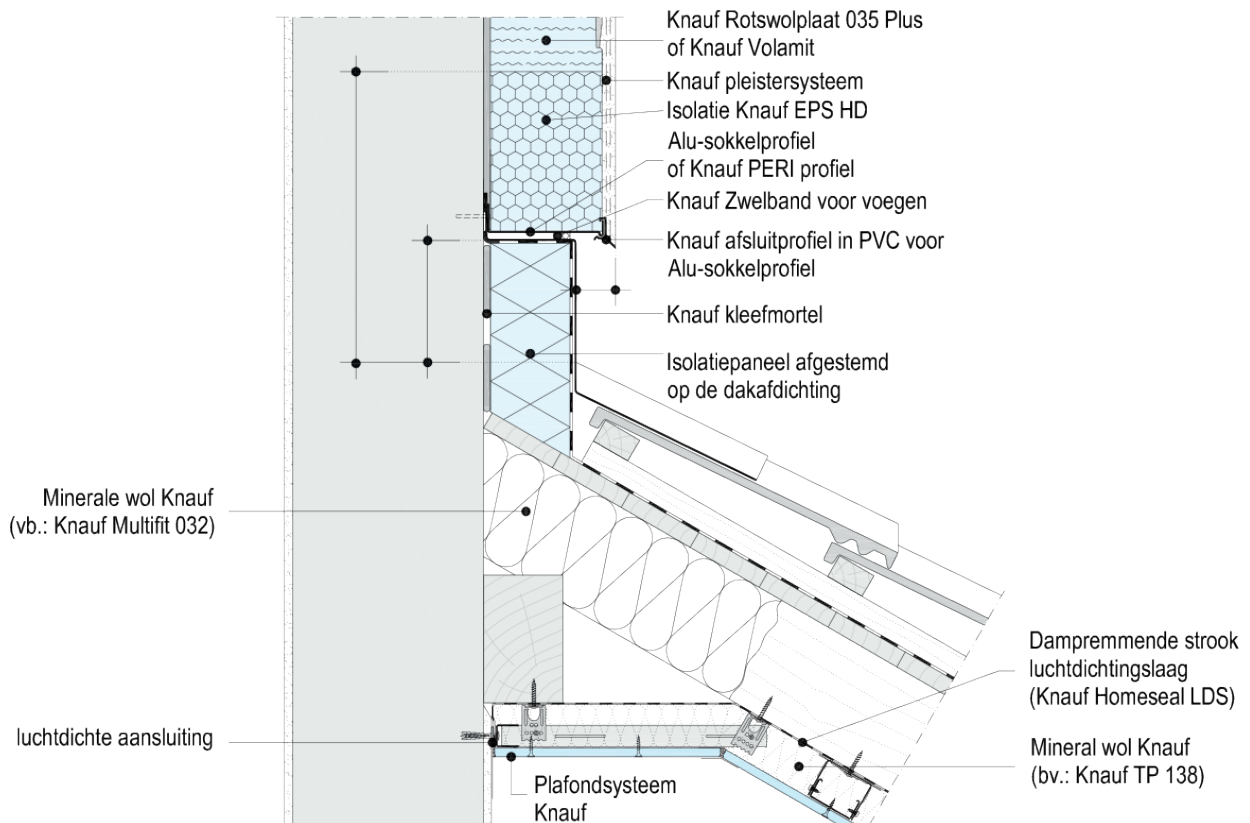 Knauf Rotswolplaat 035 Plus
of Knauf Volamit
Knauf pleistersysteem
Isolatie Knauf EPS HD
Alu-sokkelprofiel
of Knauf PERI profiel
Knauf Zwelband voor voegen
Knauf afsluitprofiel in PVC voor
Alu-sokkelprofiel
Knauf kleefmortel
Isolatiepaneel afgestemd
op de dakafdichting
Minerale wol Knauf
(vb.: Knauf Multifit 032)
Dampremmende strook
luchtdichtingslaag
(Knauf Homeseal LDS)
luchtdichte aansluiting
Mineral wol Knauf
(bv.: Knauf TP 138)
Plafondsysteem
Knauf